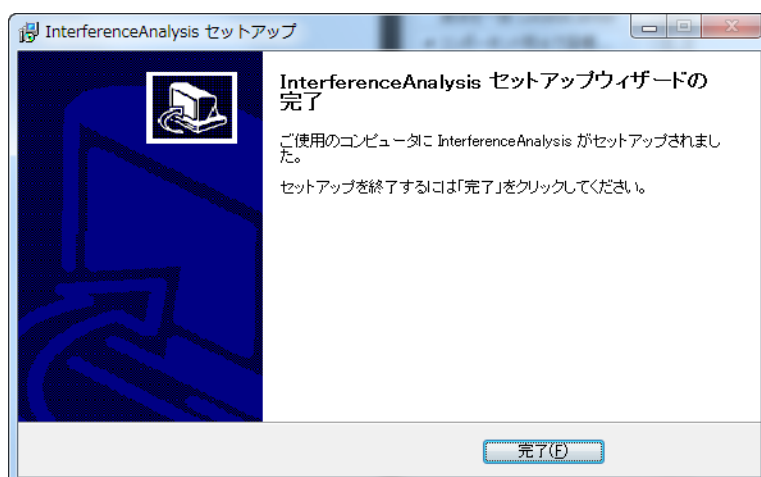 InterferenceAnalysis セットアップ
InterferenceAnalysis セットアップウィザードの
完了
ご使用のコンピュータに InterferenceAnalysis がセットアップされまし
た。
セットアップを終了するには「完了」をクリックしてください。
完了(F)